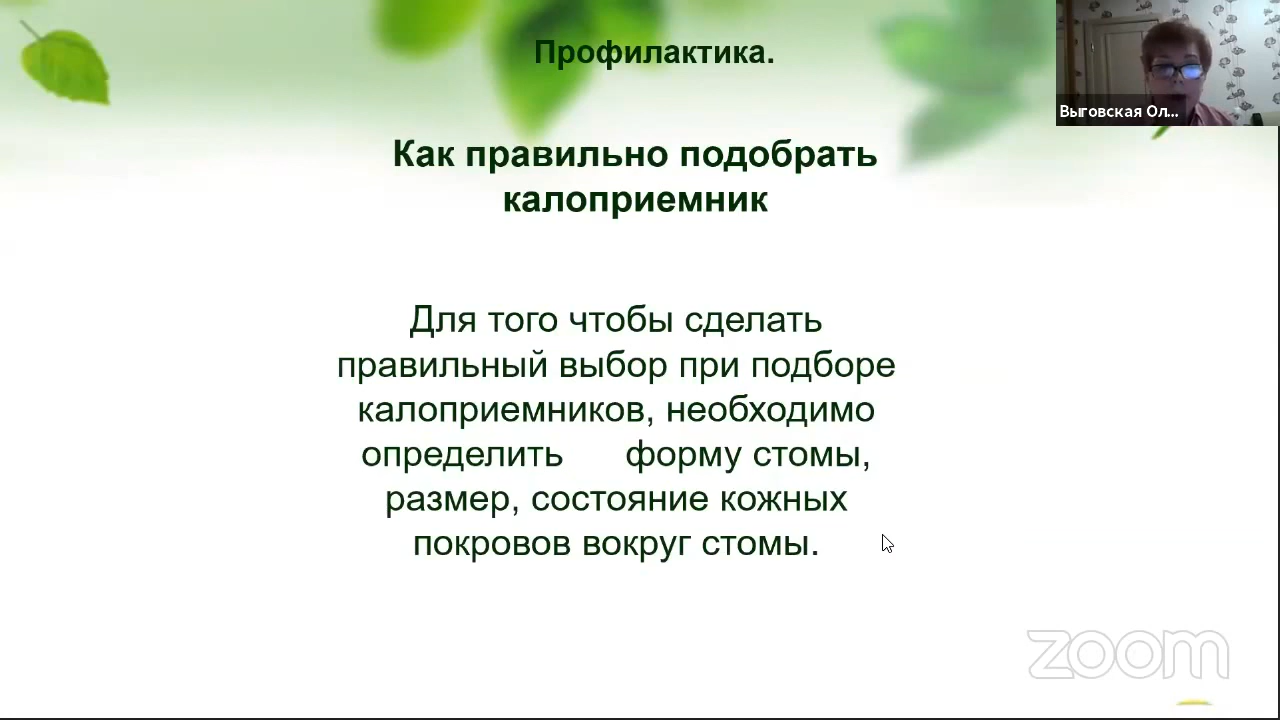 Профилактика.
Выговская Ол...
Как правильно подобрать
калоприемник
Для того чтобы сделать
правильный выбор при подборе
калоприемников, необходимо
определить форму стомы,
размер, состояние кожных
покровов вокруг стомы.
zoom